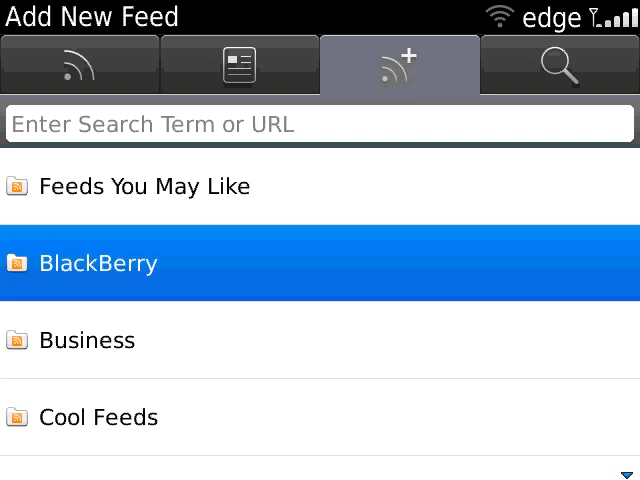 Add New Feed
edge
Enter Search Term or URL
Feeds You May Like
BlackBerry
Business
Cool Feeds